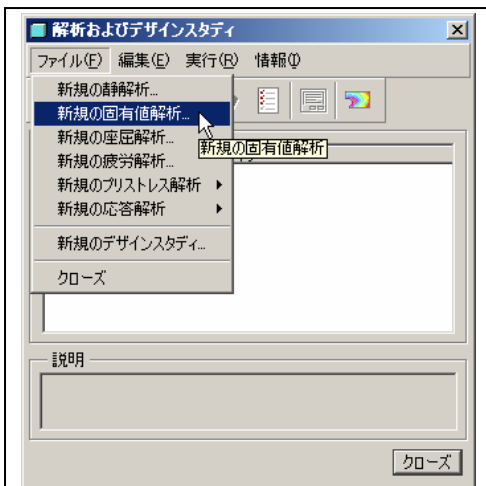 解析およびデザインスタディ
ファイル(F) 編集(E) 実行(R) 情報(I)
新規の静解析...
新規の固有値解析...
新規の座屈解析...
新規の固有値解析
新規の疲労解析...
新規のプリストレス解析
新規の応答解析
新規のデザインスタディ...
クローズ
説明
クローズ